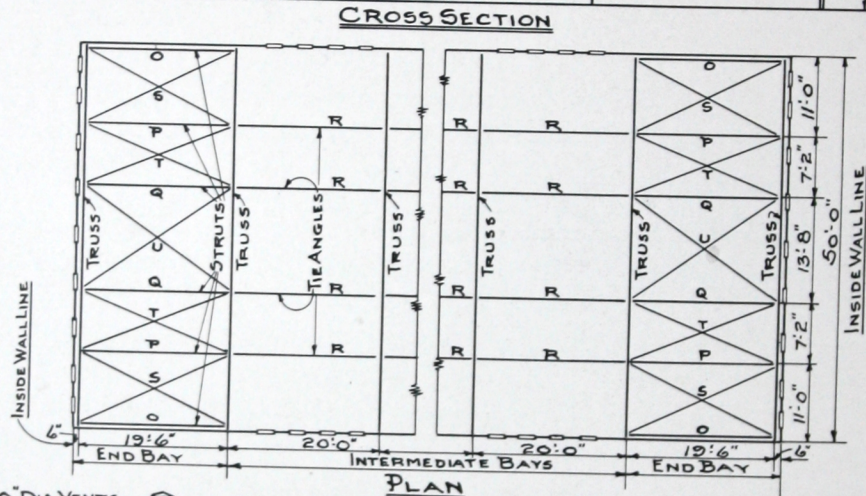 CROSS SECTION
O
S
P
T
Q
U
Q
T
P
S
O
TRUSS
STRUTS
TRUSS
R
R
R
R
TIE ANGLES
TRUSS
R
R
R
R
TRUSS
R
R
R
R
TRUSS
O
S
P
T
Q
U
Q
T
P
S
O
TRUSS
11'-0"
7'-2"
13'-8"
7'-2"
11'-0"
50'-0"
INSIDE WALL LINE
INSIDE WALL LINE
6"
19'-6"
20'-0"
20'-0"
19'-6"
6"
END BAY
INTERMEDIATE BAYS
END BAY
PLAN